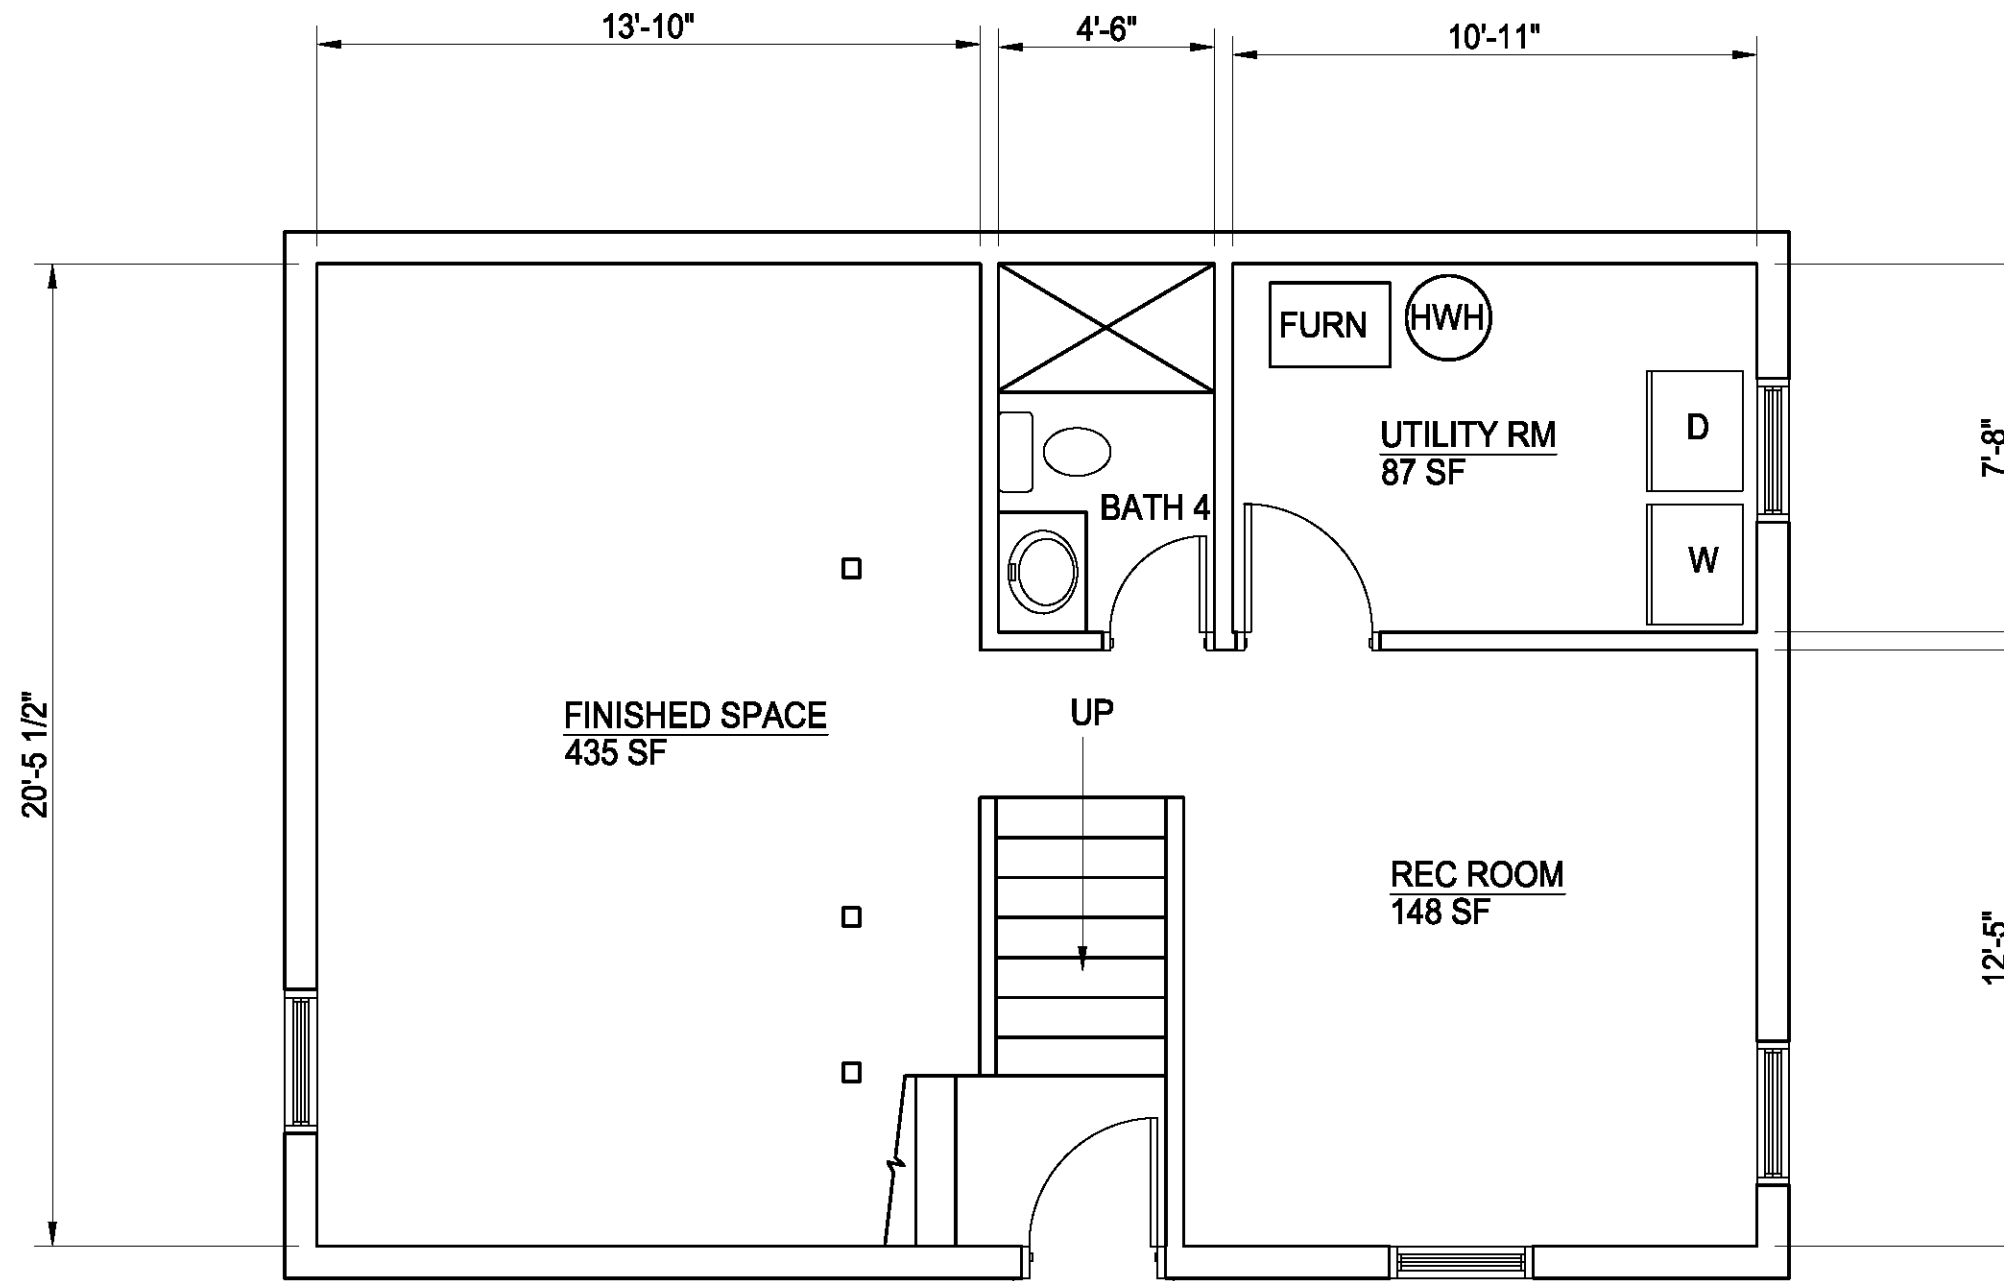 13'-10"
4'-6"
10'-11"
FURN
HWH
D
UTILITY RM
87 SF
7'-8"
BATH 4
W
FINISHED SPACE
435 SF
UP
20'-5 1/2"
REC ROOM
148 SF
12'-5"